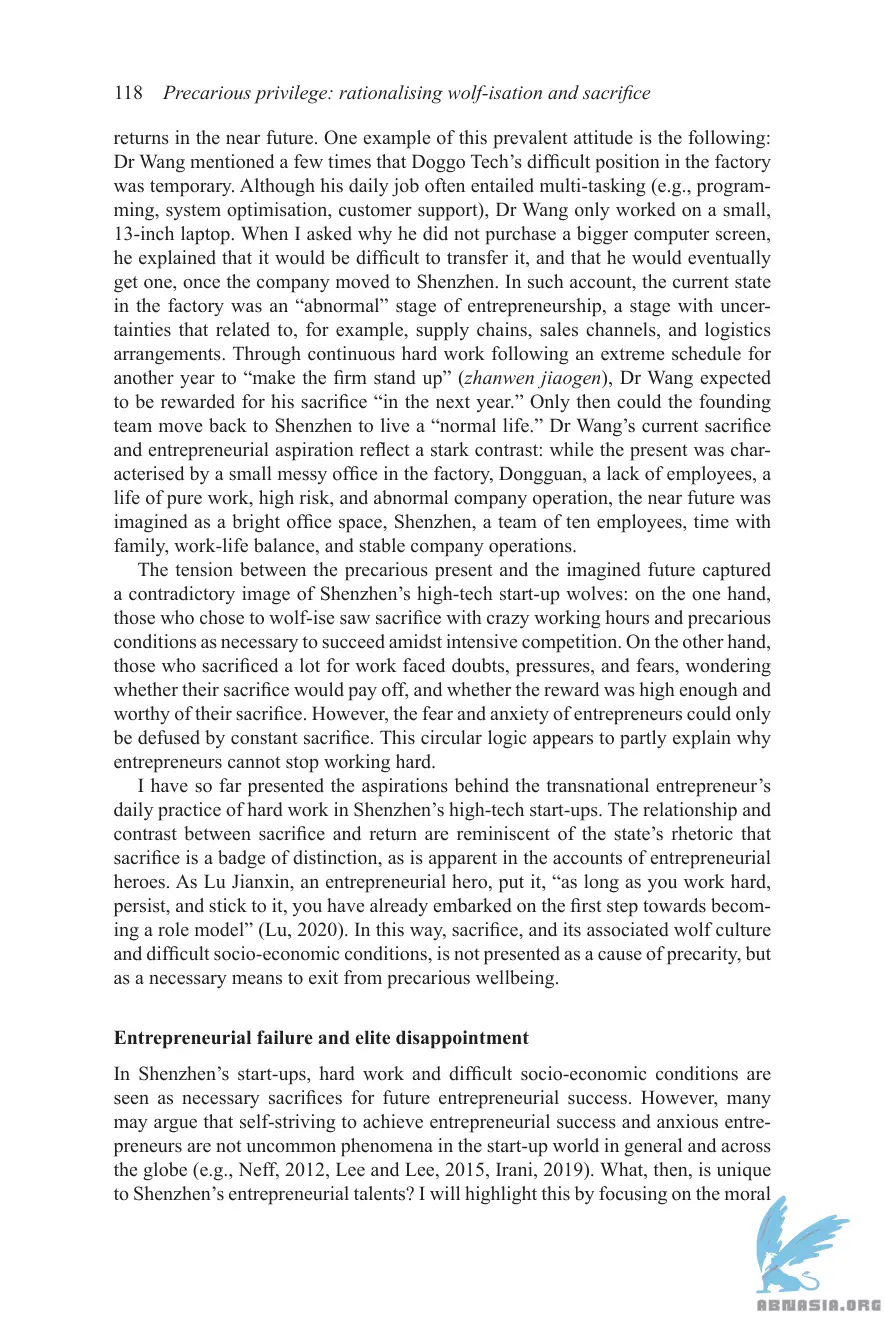 118 Precarious privilege: rationalising wolf-isation and sacrifice
returns in the near future. One example of this prevalent attitude is the following:
Dr Wang mentioned a few times that Doggo Tech’s difficult position in the factory
was temporary. Although his daily job often entailed multi-tasking (e.g., program-
ming, system optimisation, customer support), Dr Wang only worked on a small,
13-inch laptop. When I asked why he did not purchase a bigger computer screen,
he explained that it would be difficult to transfer it, and that he would eventually
get one, once the company moved to Shenzhen. In such account, the current state
in the factory was an “abnormal” stage of entrepreneurship, a stage with uncer-
tainties that related to, for example, supply chains, sales channels, and logistics
arrangements. Through continuous hard work following an extreme schedule for
another year to “make the firm stand up” (zhanwen jiaogen), Dr Wang expected
to be rewarded for his sacrifice “in the next year.” Only then could the founding
team move back to Shenzhen to live a “normal life.” Dr Wang’s current sacrifice
and entrepreneurial aspiration reflect a stark contrast: while the present was char-
acterised by a small messy office in the factory, Dongguan, a lack of employees, a
life of pure work, high risk, and abnormal company operation, the near future was
imagined as a bright office space, Shenzhen, a team of ten employees, time with
family, work-life balance, and stable company operations.
The tension between the precarious present and the imagined future captured
a contradictory image of Shenzhen’s high-tech start-up wolves: on the one hand,
those who chose to wolf-ise saw sacrifice with crazy working hours and precarious
conditions as necessary to succeed amidst intensive competition. On the other hand,
those who sacrificed a lot for work faced doubts, pressures, and fears, wondering
whether their sacrifice would pay off, and whether the reward was high enough and
worthy of their sacrifice. However, the fear and anxiety of entrepreneurs could only
be defused by constant sacrifice. This circular logic appears to partly explain why
entrepreneurs cannot stop working hard.
I have so far presented the aspirations behind the transnational entrepreneur’s
daily practice of hard work in Shenzhen’s high-tech start-ups. The relationship and
contrast between sacrifice and return are reminiscent of the state’s rhetoric that
sacrifice is a badge of distinction, as is apparent in the accounts of entrepreneurial
heroes. As Lu Jianxin, an entrepreneurial hero, put it, “as long as you work hard,
persist, and stick to it, you have already embarked on the first step towards becom-
ing a role model” (Lu, 2020). In this way, sacrifice, and its associated wolf culture
and difficult socio-economic conditions, is not presented as a cause of precarity, but
as a necessary means to exit from precarious wellbeing.
Entrepreneurial failure and elite disappointment
In Shenzhen’s start-ups, hard work and difficult socio-economic conditions are
seen as necessary sacrifices for future entrepreneurial success. However, many
may argue that self-striving to achieve entrepreneurial success and anxious entre-
preneurs are not uncommon phenomena in the start-up world in general and across
the globe (e.g., Neff, 2012, Lee and Lee, 2015, Irani, 2019). What, then, is unique
to Shenzhen’s entrepreneurial talents? I will highlight this by focusing on the moral
ABNASIA.ORG